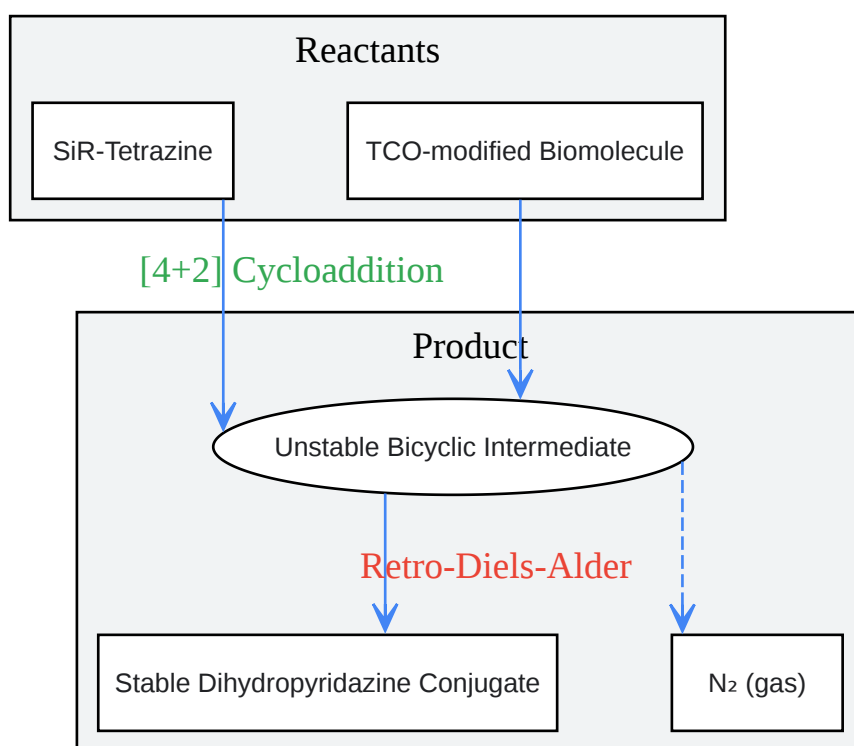 Reactants
SiR-Tetrazine
TCO-modified Biomolecule
[4+2] Cycloaddition
Product
Unstable Bicyclic Intermediate
Retro-Diels-Alder
Stable Dihydropyridazine Conjugate
N₂ (gas)